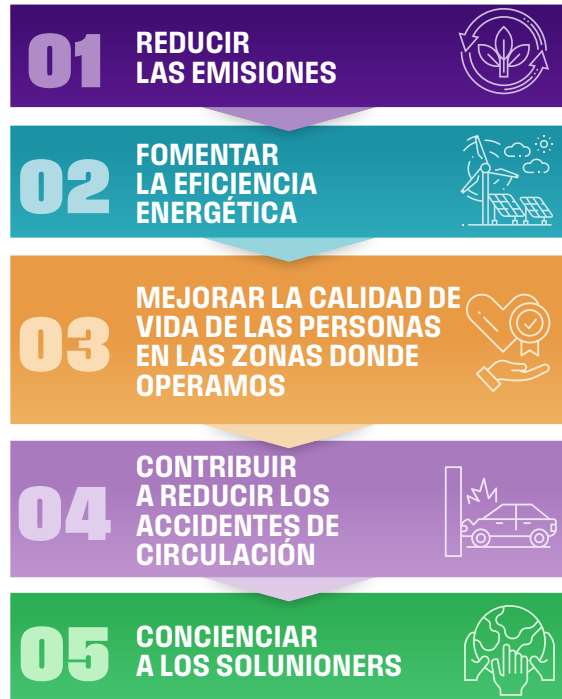 01
REDUCIR
LAS EMISIONES
02
FOMENTAR
LA EFICIENCIA
ENERGÉTICA
03
MEJORAR LA CALIDAD DE
VIDA DE LAS PERSONAS
EN LAS ZONAS DONDE
OPERAMOS
04
CONTRIBUIR
A REDUCIR LOS
ACCIDENTES DE
CIRCULACIÓN
05
CONCIENCIAR
A LOS SOLUNIONERS